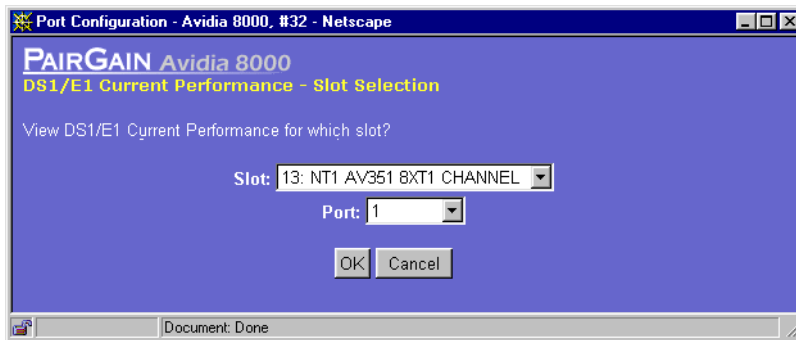 Port Configuration - Avidia 8000, #32 - Netscape
PAIRGAIN Avidia 8000
DS1/E1 Current Performance - Slot Selection
View DS1/E1 Current Performance for which slot?
Slot: 13: NT1 AV351 8XT1 CHANNEL
Port: 1
OK Cancel
Document: Done